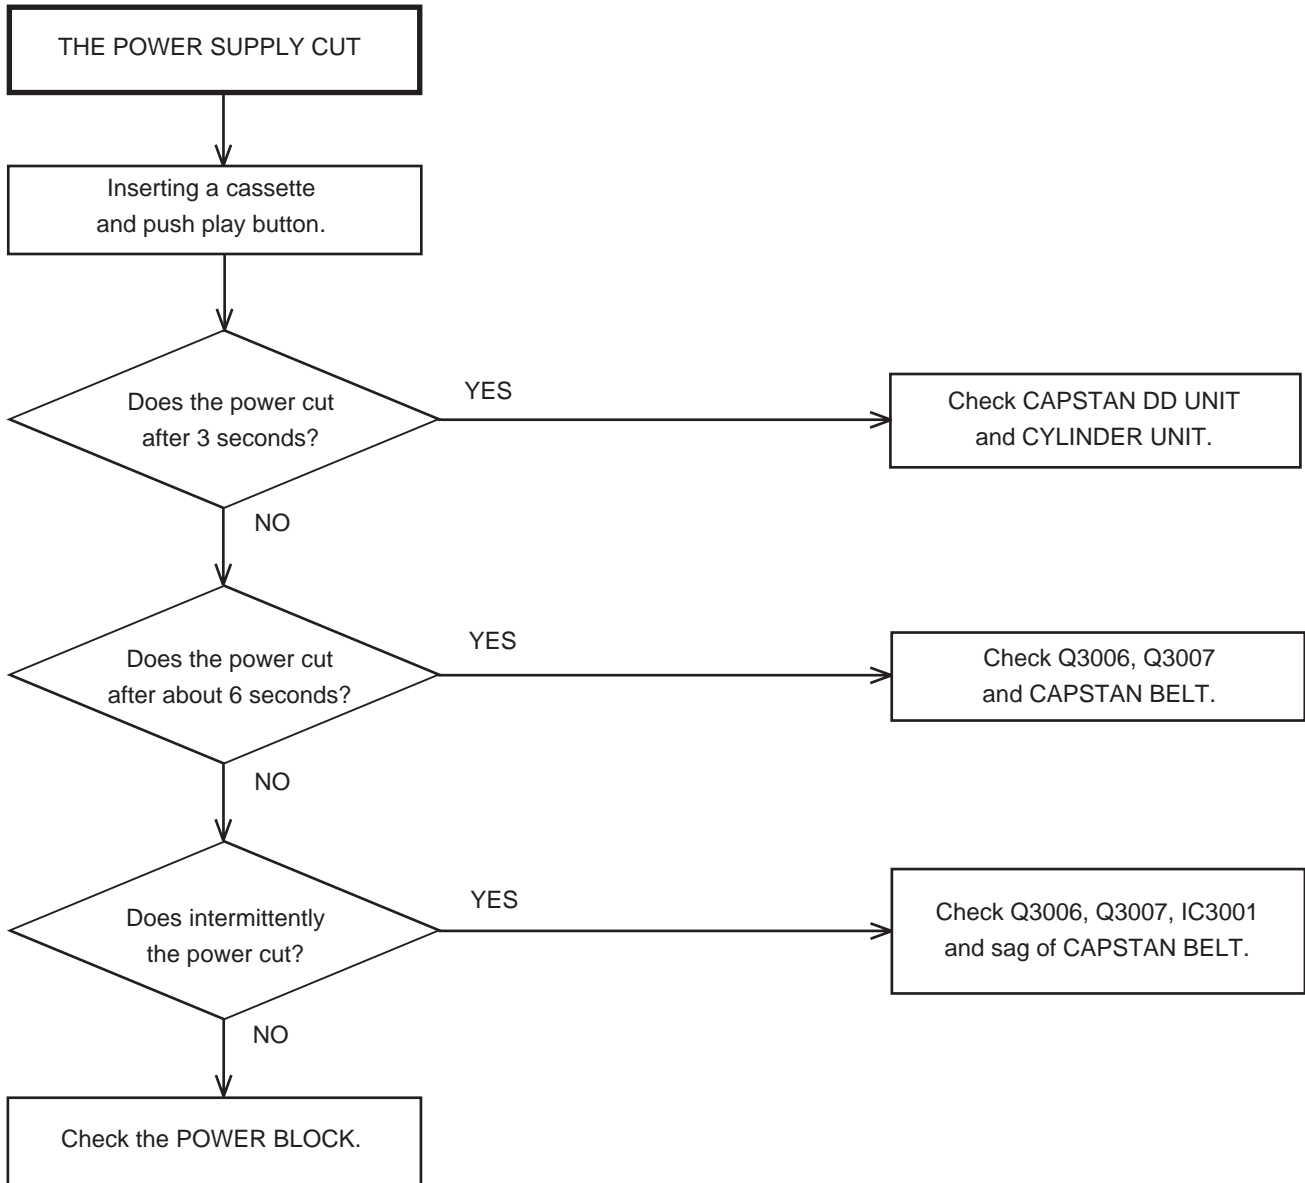 THE POWER SUPPLY CUT
Inserting a cassette
and push play button.
Does the power cut
after 3 seconds?
YES
Check CAPSTAN DD UNIT
and CYLINDER UNIT.
NO
Does the power cut
after about 6 seconds?
YES
Check Q3006, Q3007
and CAPSTAN BELT.
NO
Does intermittently
the power cut?
YES
Check Q3006, Q3007, IC3001
and sag of CAPSTAN BELT.
NO
Check the POWER BLOCK.